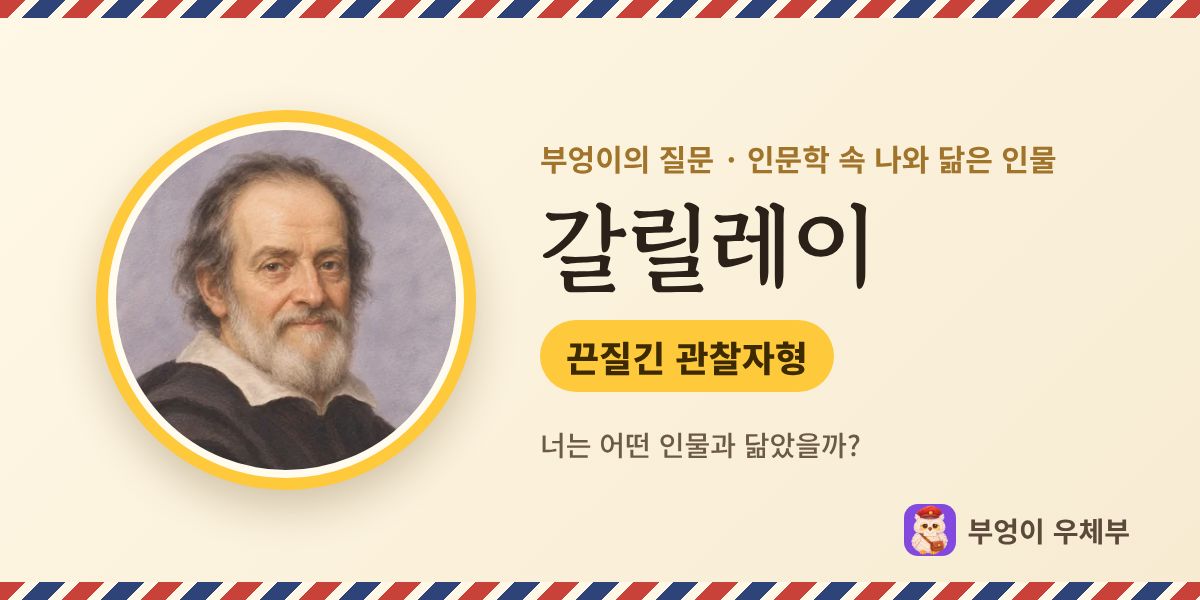 부엉이의 질문 · 인문학 속 나와 닮은 인물
갈릴레이
끈질긴 관찰자형
너는 어떤 인물과 닮았을까?
부엉이 우체부